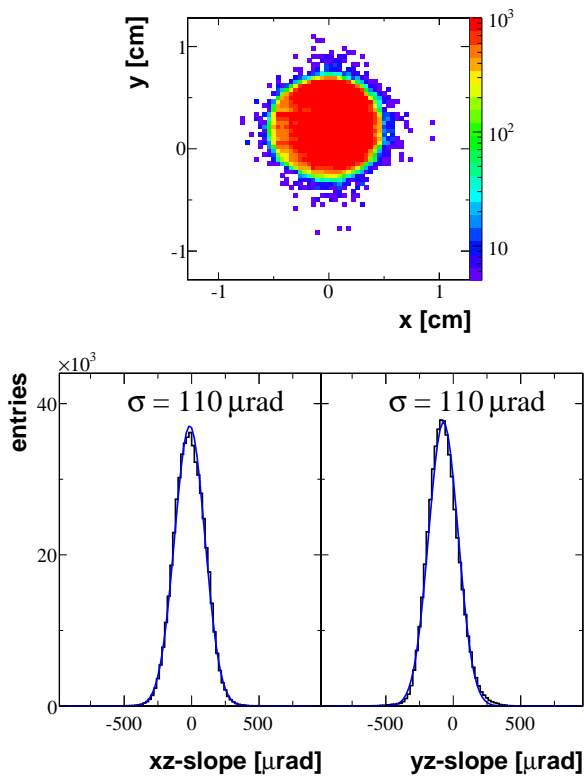 y [cm]
1
0
-1
-1 0 1
x [cm]
10³
10²
10
×10³
entries
40
20
0
σ = 110 μrad
σ = 110 μrad
-500 0 500
-500 0 500
xz-slope [μrad]
yz-slope [μrad]